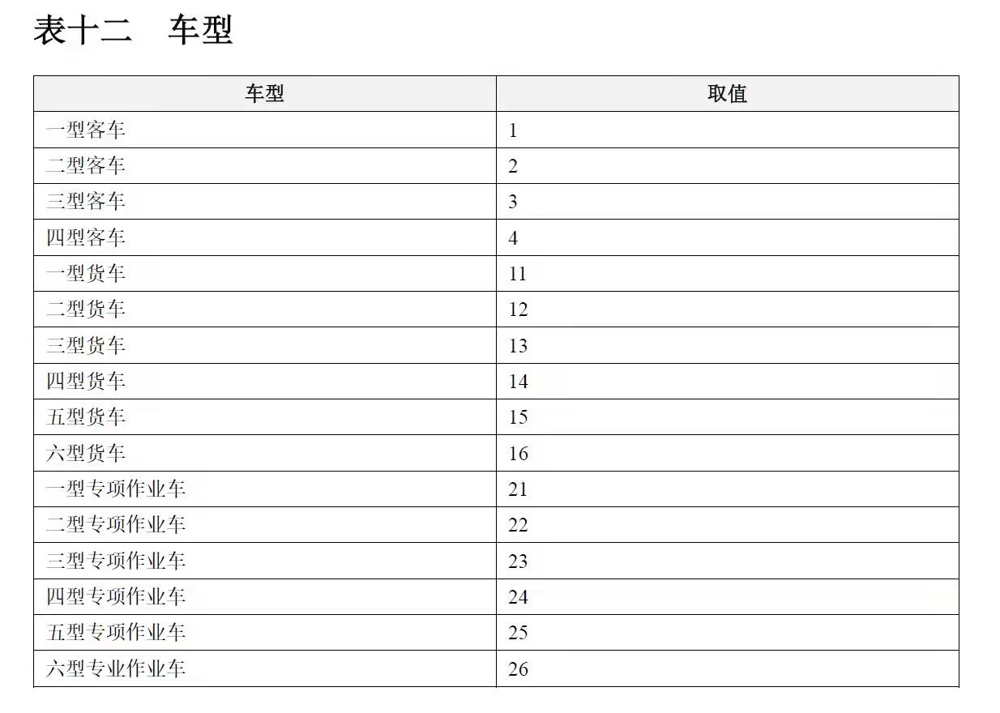 表十二 车型
车型 取值
一型客车 1
二型客车 2
三型客车 3
四型客车 4
一型货车 11
二型货车 12
三型货车 13
四型货车 14
五型货车 15
六型货车 16
一型专项作业车 21
二型专项作业车 22
三型专项作业车 23
四型专项作业车 24
五型专项作业车 25
六型专业作业车 26